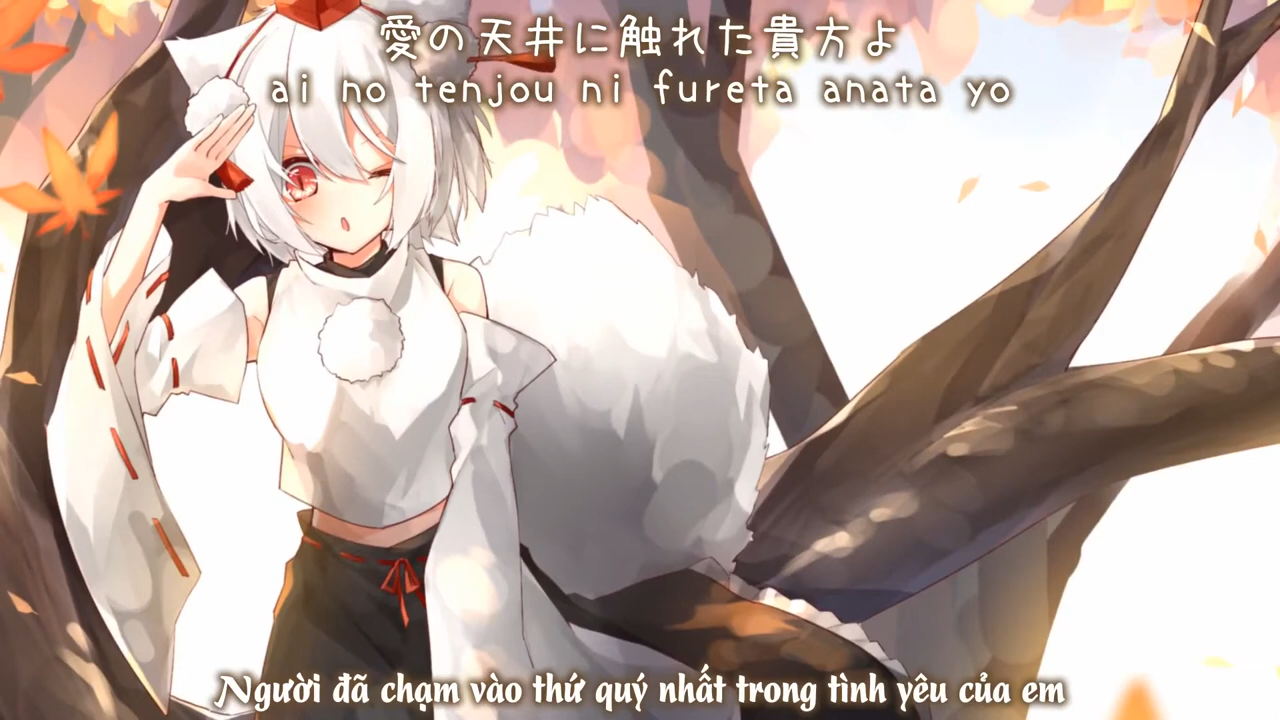 愛の天井に触れた貴方よ
ai no tenjou ni fureta anata yo
Người đã chạm vào thứ quý nhất trong tình yêu của em